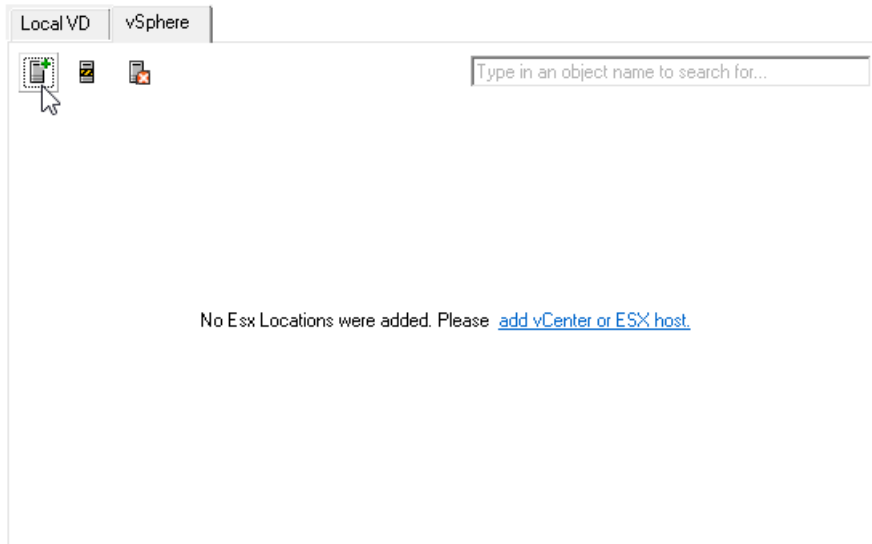 Local VD
vSphere
Type in an object name to search for...
No Esx Locations were added. Please add vCenter or ESX host.